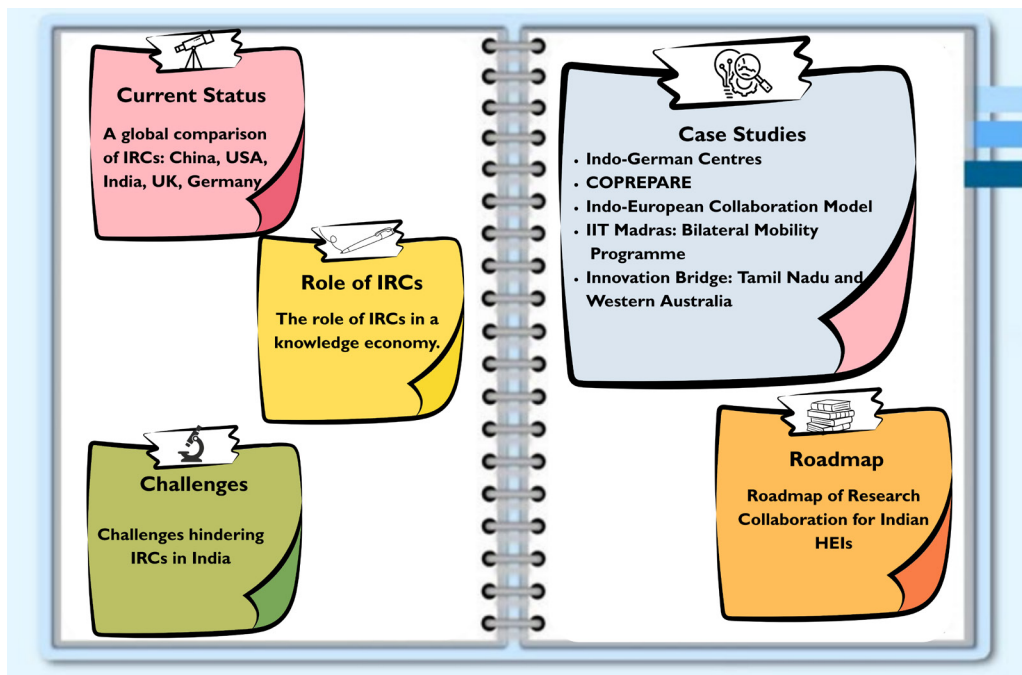 Current Status
A global comparison
of IRCs: China, USA,
India, UK, Germany
Role of IRCs
The role of IRCs in a
knowledge economy.
Challenges
Challenges hindering
IRCs in India
Case Studies
• Indo-German Centres
• COPREPARE
• Indo-European Collaboration Model
• IIT Madras: Bilateral Mobility
Programme
• Innovation Bridge: Tamil Nadu and
Western Australia
Roadmap
Roadmap of Research
Collaboration for Indian
HEIs